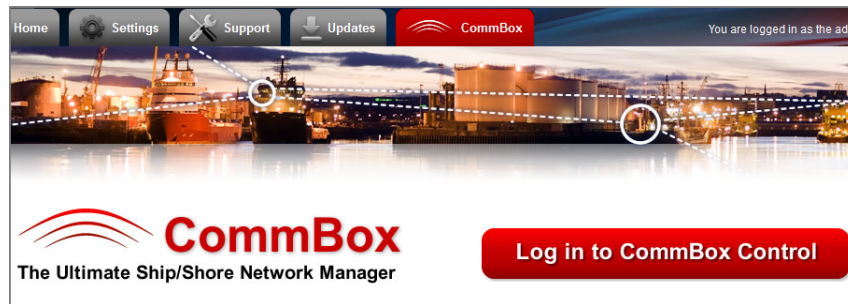 Home Settings Support Updates CommBox You are logged in as the ad
CommBox
The Ultimate Ship/Shore Network Manager
Log in to CommBox Control